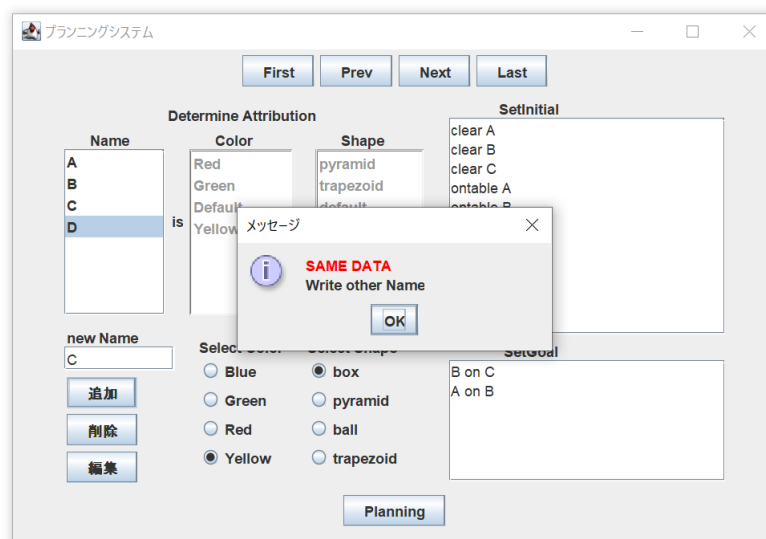 プランニングシステム
First Prev Next Last
Determine Attribution
SetInitial
Name
Color
Shape
A
B
C
D
is
Red
Green
Default
Yellow
pyramid
trapezoid
default
clear A
clear B
clear C
ontable A
ontable B
メッセージ
SAME DATA
Write other Name
OK
new Name
C
追加
削除
編集
Select Color
Blue
Green
Red
Yellow
Select Shape
box
pyramid
ball
trapezoid
SetGoal
B on C
A on B
Planning